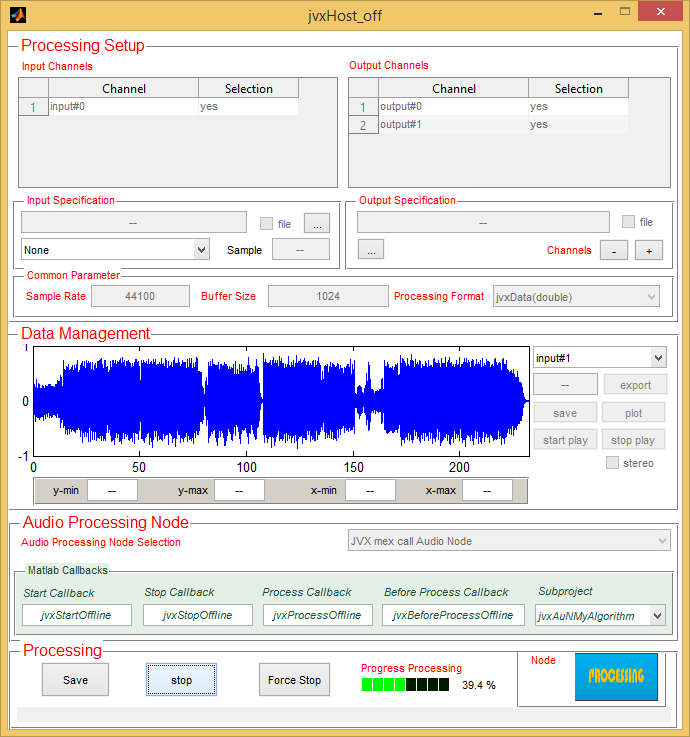 jvxHost_off
Processing Setup
Input Channels
Channel Selection
1 input#0 yes
Output Channels
Channel Selection
1 output#0 yes
2 output#1 yes
Input Specification
-- file ...
None Sample --
Output Specification
-- file
... Channels - +
Common Parameter
Sample Rate 44100 Buffer Size 1024 Processing Format jvxData(double)
Data Management
1
0
-1
0 50 100 150 200
input#1
-- export
save plot
start play stop play
stereo
y-min -- y-max -- x-min -- x-max --
Audio Processing Node
Audio Processing Node Selection JVX mex call Audio Node
Matlab Callbacks
Start Callback Stop Callback Process Callback Before Process Callback Subproject
jvxStartOffline jvxStopOffline jvxProcessOffline jvxBeforeProcessOffline jvxAuNMyAlgorithm
Processing
Save stop Force Stop
Progress Processing
39.4 %
Node
PROCESSING